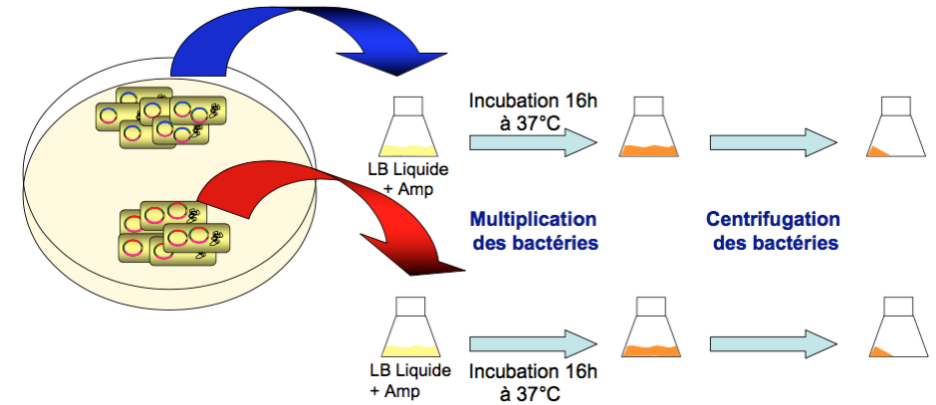 Incubation 16h
à 37°C
LB Liquide
+ Amp
Multiplication
des bactéries
Centrifugation
des bactéries
LB Liquide
+ Amp
Incubation 16h
à 37°C